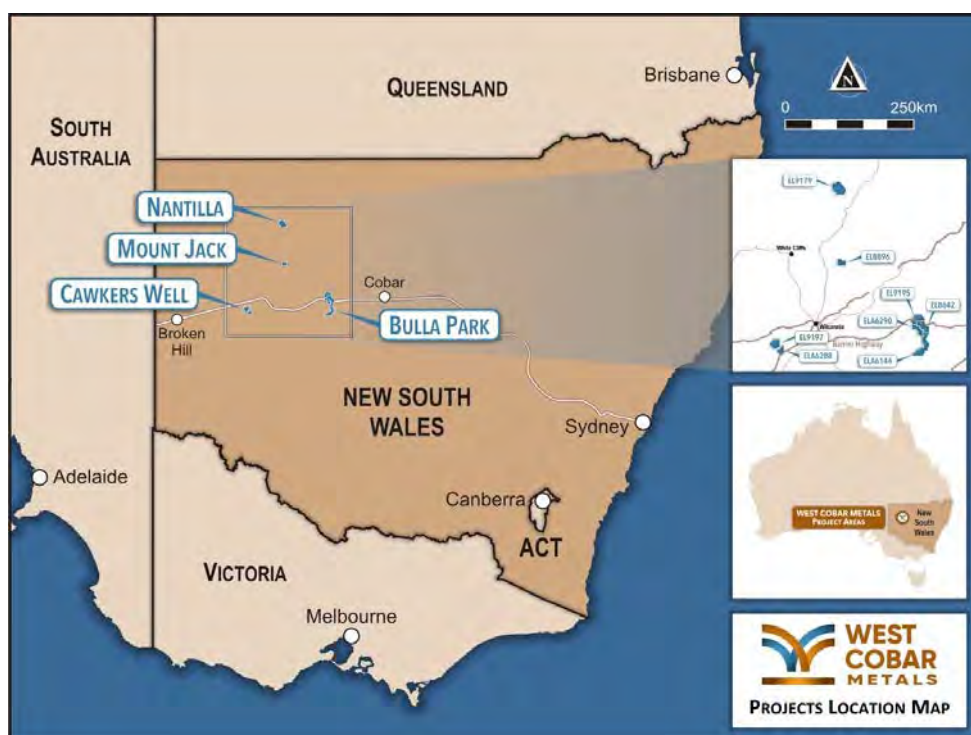 QUEENSLAND
Brisbane
N
0 250km
SOUTH
AUSTRALIA
NANTILLA
MOUNT JACK
CAWKERS WELL
Cobar
BULLA PARK
Broken
Hill
NEW SOUTH
WALES
Sydney
Adelaide
Canberra
ACT
VICTORIA
Melbourne
EL9179
White Cliffs
EL8896
EL9195
EL8642
ELA6290
Wilcannia
EL9197
Barrier Highway
ELA6288
ELA6144
WEST COBAR METALS
PROJECT AREAS
New
South
Wales
WEST
COBAR
METALS
PROJECTS LOCATION MAP